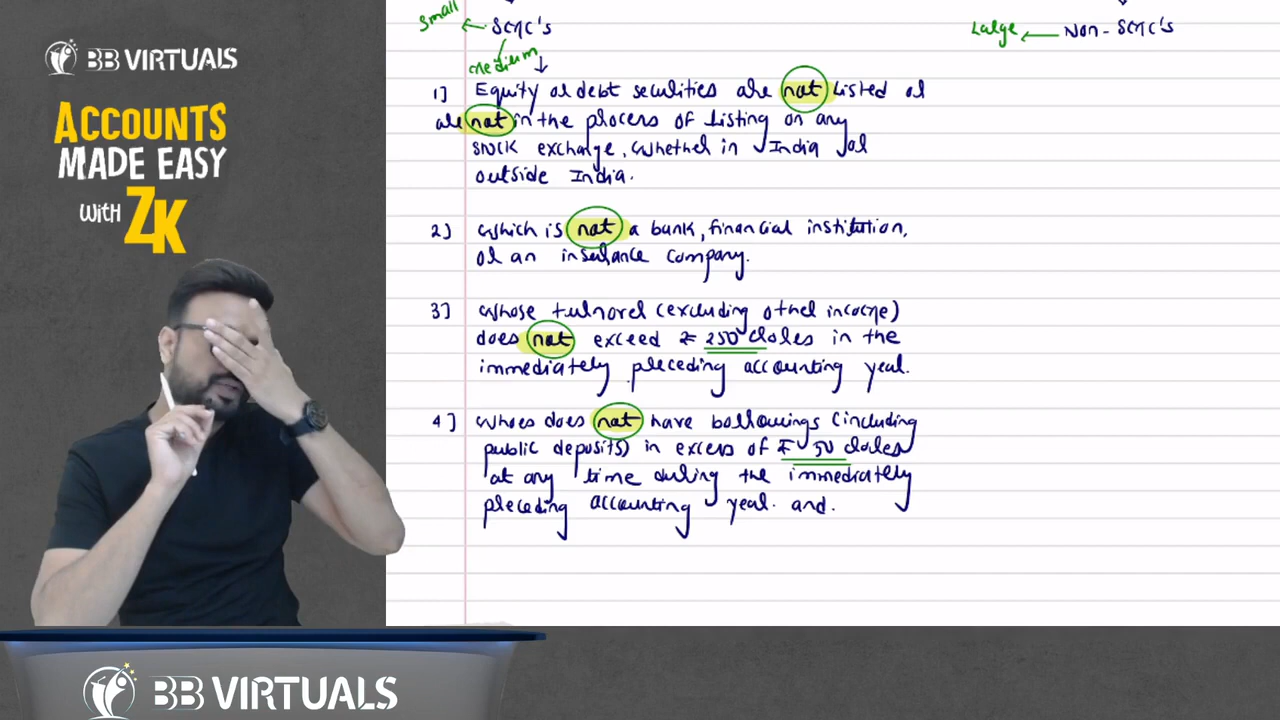 Small
SCMC's
Large
Non-SCMC's
medium
BB VIRTUALS
ACCOUNTS
MADE EASY
WITH ZK
1] Equity or debt securities are not listed or
are not in the process of listing on any
stock exchange, whether in India or
outside India.
2] Which is not a bank, financial institution,
or an insurance company.
3] Whose turnover (excluding other income)
does not exceed ₹ 250 crores in the
immediately preceding accounting year.
4] Whoes does not have borrowings (including
public deposits) in excess of ₹ 50 crores
at any time during the immediately
preceding accounting year. and.
BB VIRTUALS